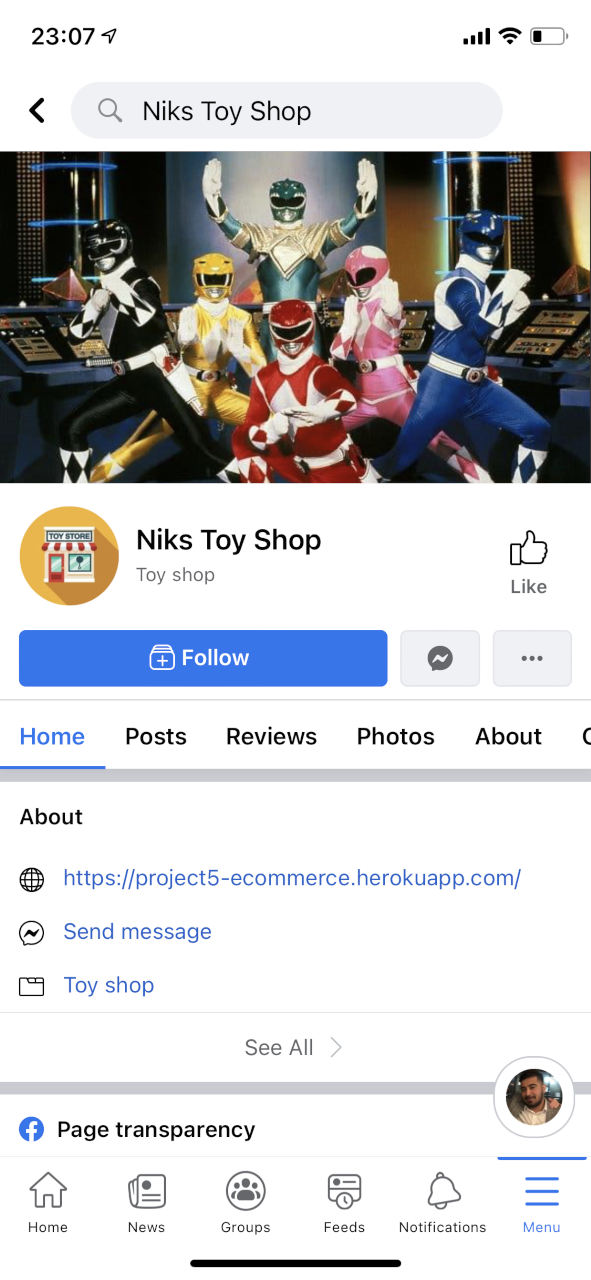 23:07
Niks Toy Shop
TOY STORE
Niks Toy Shop
Toy shop
Like
Follow
Home Posts Reviews Photos About
About
https://project5-ecommerce.herokuapp.com/
Send message
Toy shop
See All
Page transparency
Home News Groups Feeds Notifications Menu